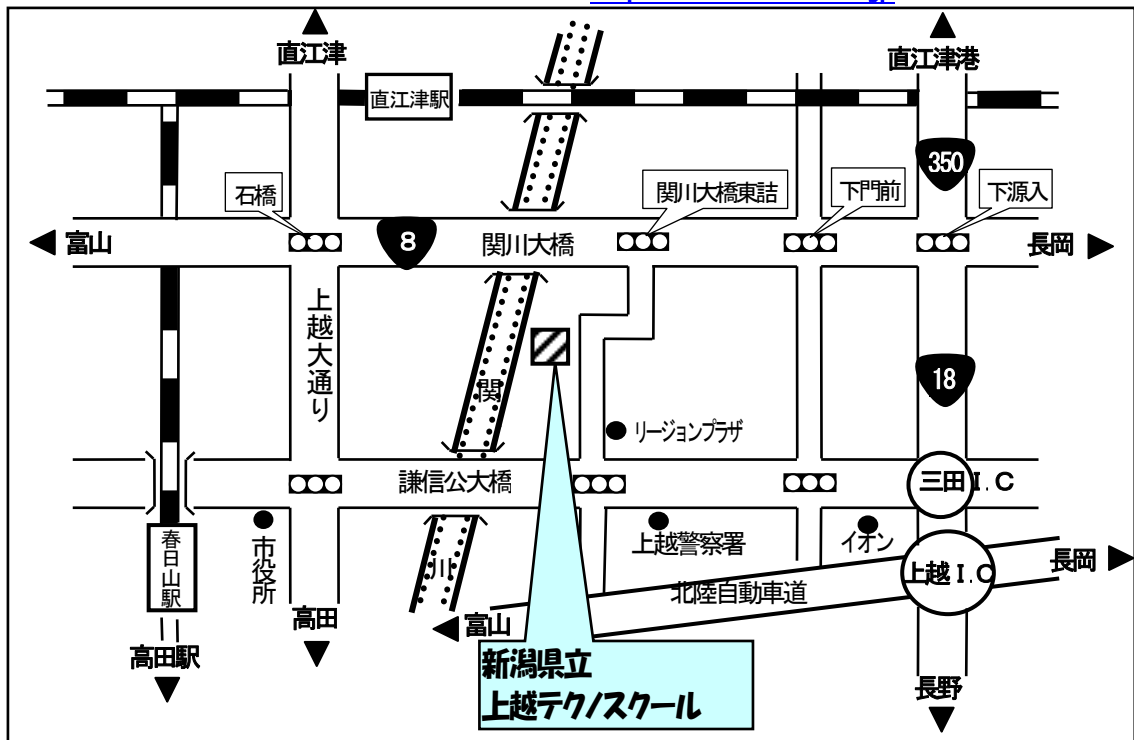 直江津
直江津港
直江津駅
350
石橋
関川大橋東詰
下門前
下源入
富山
8
関川大橋
長岡
上越大通り
18
関
リージョンプラザ
謙信公大橋
三田I.C
春日山駅
市役所
上越警察署
イオン
川
上越I.C
長岡
北陸自動車道
高田
富山
高田駅
新潟県立
上越テクノスクール
長野